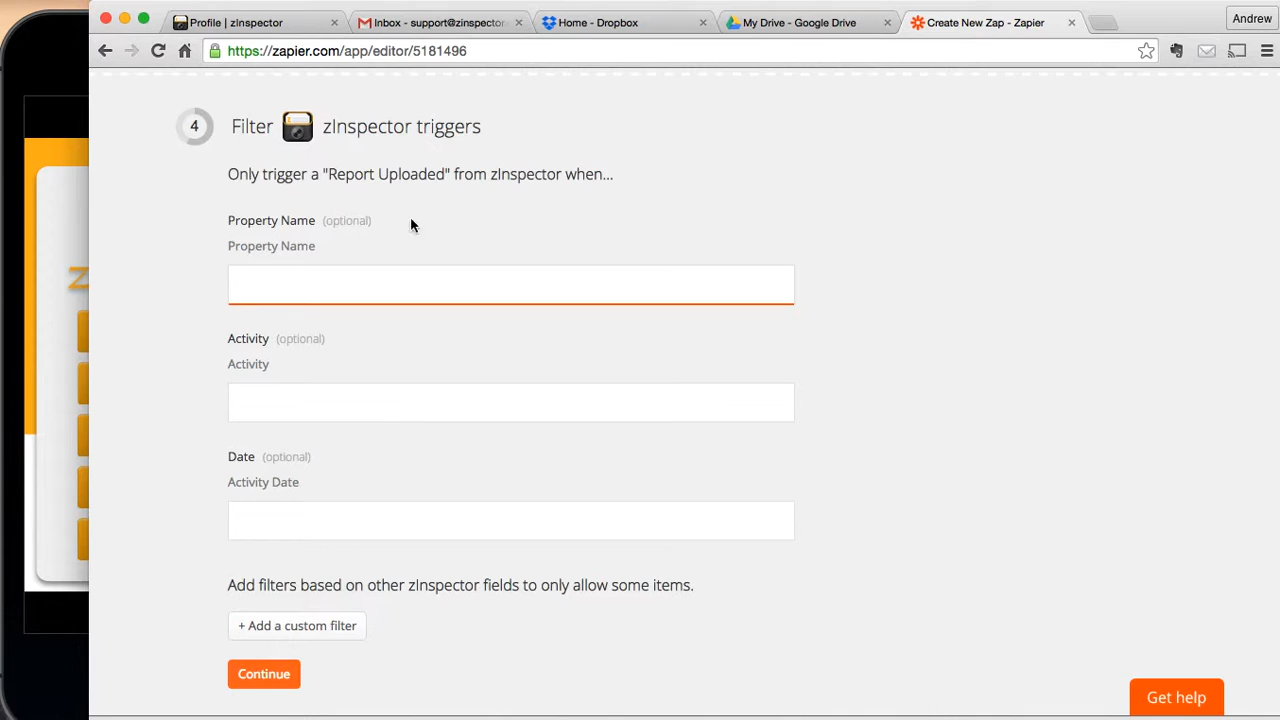 Profile | zInspector
Inbox - support@zinspector
Home - Dropbox
My Drive - Google Drive
Create New Zap - Zapier
Andrew
https://zapier.com/app/editor/5181496
4
Filter zInspector triggers
Only trigger a "Report Uploaded" from zInspector when...
Property Name (optional)
Property Name
Activity (optional)
Activity
Date (optional)
Activity Date
Add filters based on other zInspector fields to only allow some items.
+ Add a custom filter
Continue
Get help
z